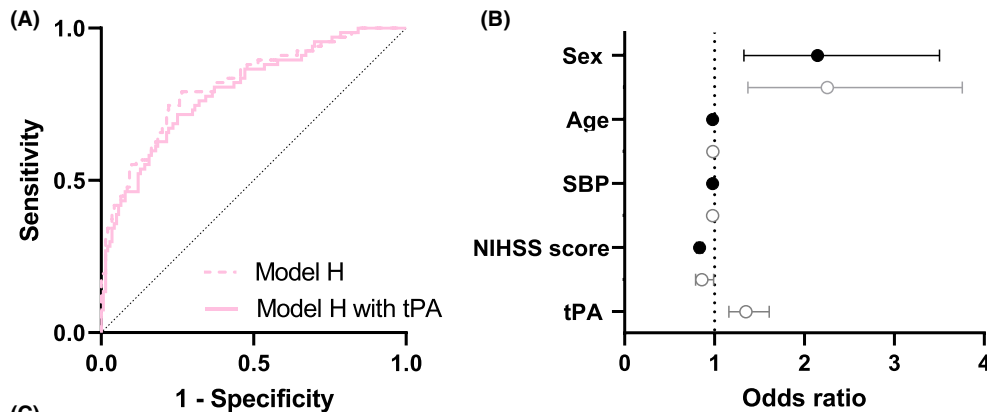 (A)
1.0
0.5
0.0
0.0
0.5
1.0
Sensitivity
1 - Specificity
Model H
Model H with tPA
(B)
Sex
Age
SBP
NIHSS score
tPA
0
1
2
3
4
Odds ratio
(C)